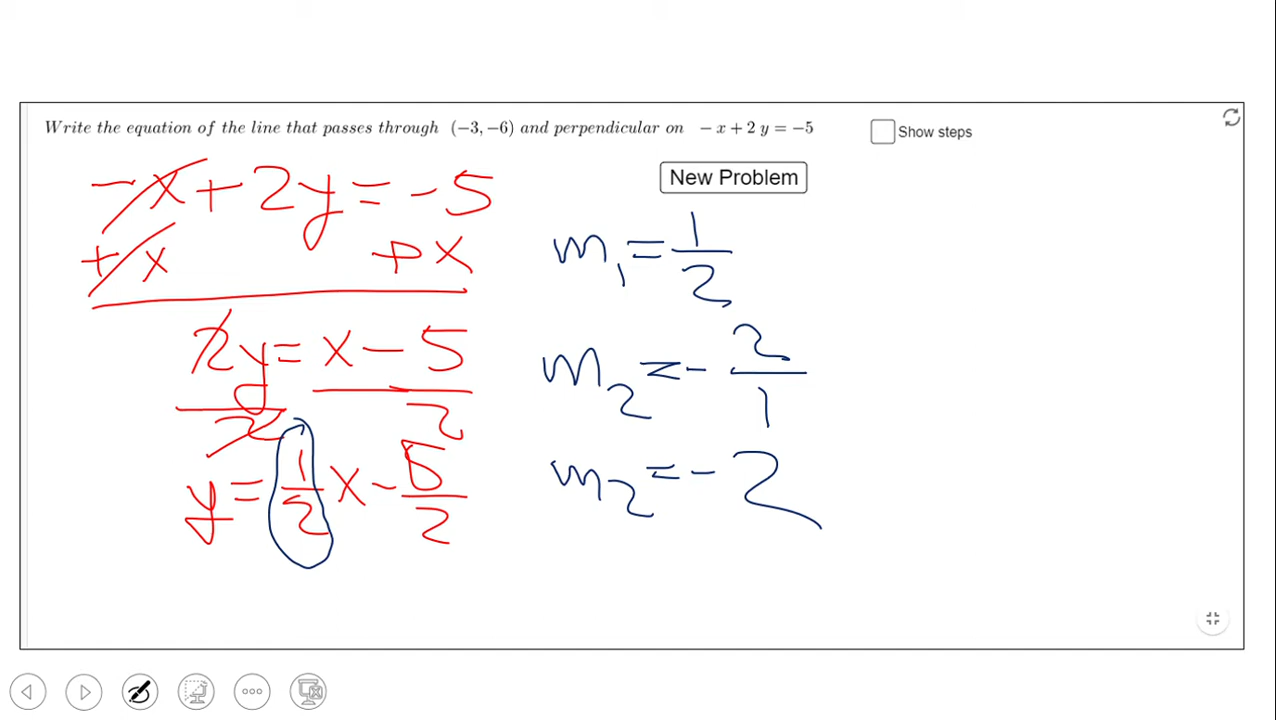 Write the equation of the line that passes through (−3, −6) and perpendicular on − x + 2 y = −5
Show steps
New Problem
-x + 2y = -5
+x +x
2y = x - 5
2 2
y = 1/2 x - 5/2
m₁ = 1/2
m₂ = - 2/1
m₂ = - 2